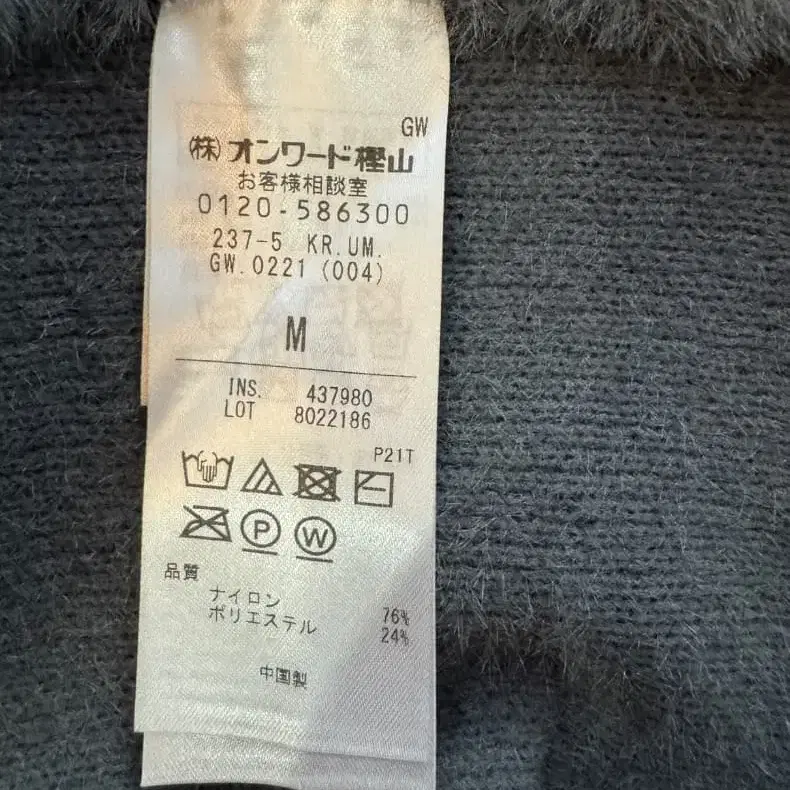 GW
㈱オンワード樫山
お客様相談室
0120-586300
237-5 KR.UM.
GW.0221 (004)
M
INS. 437980
LOT 8022186
P21T
P W
品質
ナイロン 76%
ポリエステル 24%
中国製